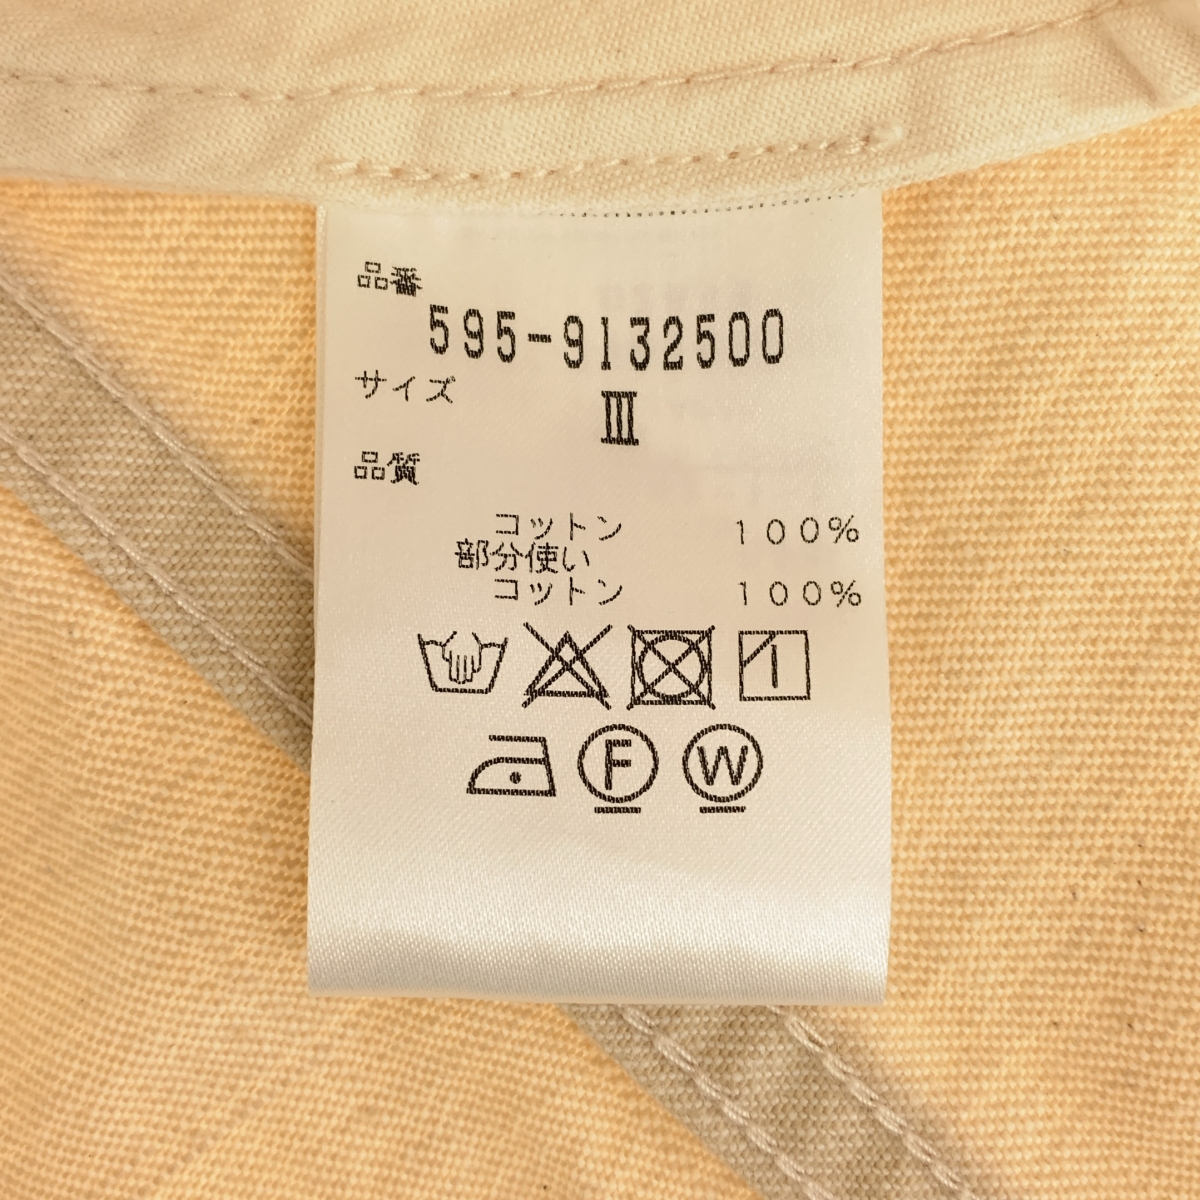 品番
595-9132500
サイズ
Ⅲ
品質
コットン 100%
部分使い
コットン 100%
F W